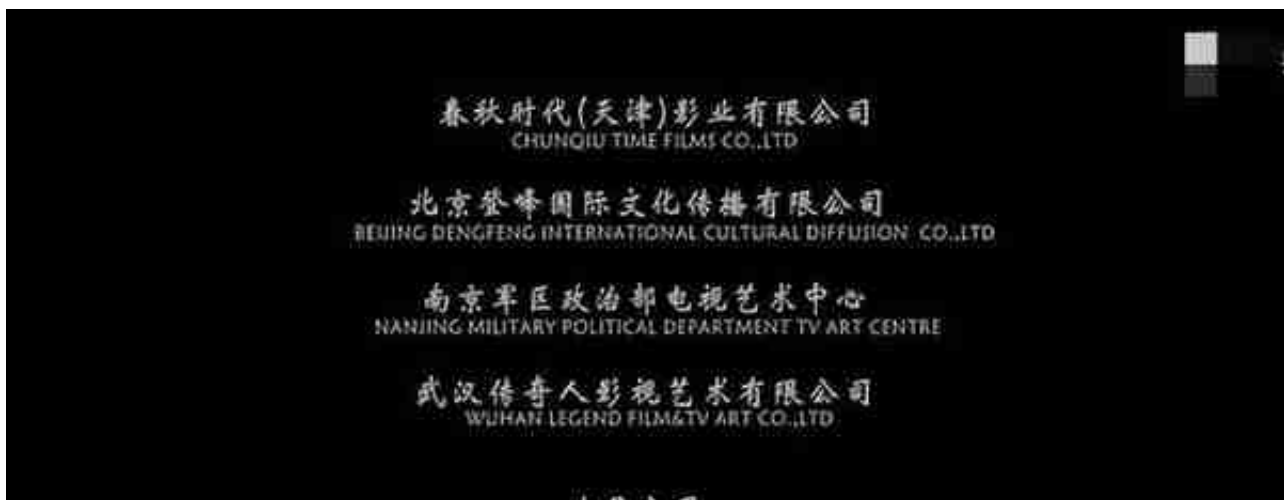 春秋时代(天津)影业有限公司
CHUNQIU TIME FILMS CO.,LTD
北京登峰国际文化传播有限公司
BEIJING DENGFENG INTERNATIONAL CULTURAL DIFFUSION CO.,LTD
南京军区政治部电视艺术中心
NANJING MILITARY POLITICAL DEPARTMENT TV ART CENTRE
武汉传奇人影视艺术有限公司
WUHAN LEGEND FILM&TV ART CO.,LTD